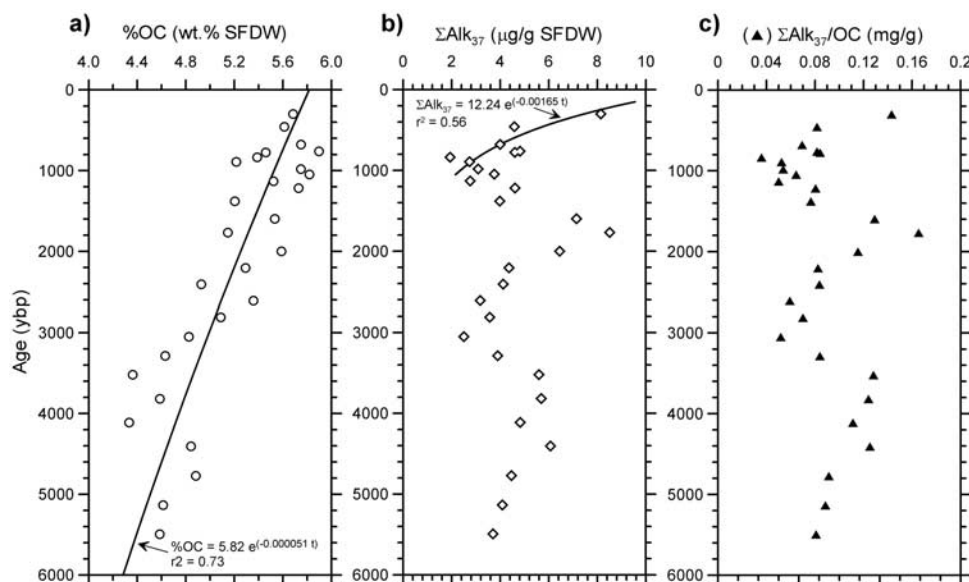 a)
%OC (wt.% SFDW)
4.0 4.4 4.8 5.2 5.6 6.0
0
1000
2000
3000
4000
5000
6000
Age (ybp)
%OC = 5.82 e(-0.000051 t)
r2 = 0.73
b)
ΣAlk37 (μg/g SFDW)
0 2 4 6 8 10
0
1000
2000
3000
4000
5000
6000
ΣAlk37 = 12.24 e(-0.00165 t)
r2 = 0.56
c)
(▲) ΣAlk37/OC (mg/g)
0 0.04 0.08 0.12 0.16 0.2
0
1000
2000
3000
4000
5000
6000